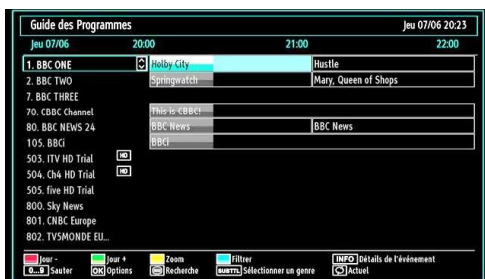 Guide des Programmes Jeu 07/06 20:23
Jeu 07/06 20:00 21:00 22:00
1. BBC ONE Holby City Hustle
2. BBC TWO Springwatch Mary, Queen of Shops
7. BBC THREE
70. CBBC Channel This is CBBC!
80. BBC NEWS 24 BBC News BBC News
105. BBCi BBCi
503. ITV HD Trial HD
504. Ch4 HD Trial HD
505. five HD Trial
800. Sky News
801. CNBC Europe
802. TV5MONDE EU...
Jour - Jour + Zoom Filtrer INFO Détails de l'événement
0...9 Sauter OK Options Recherche SUBTTL Sélectionner un genre Actuel